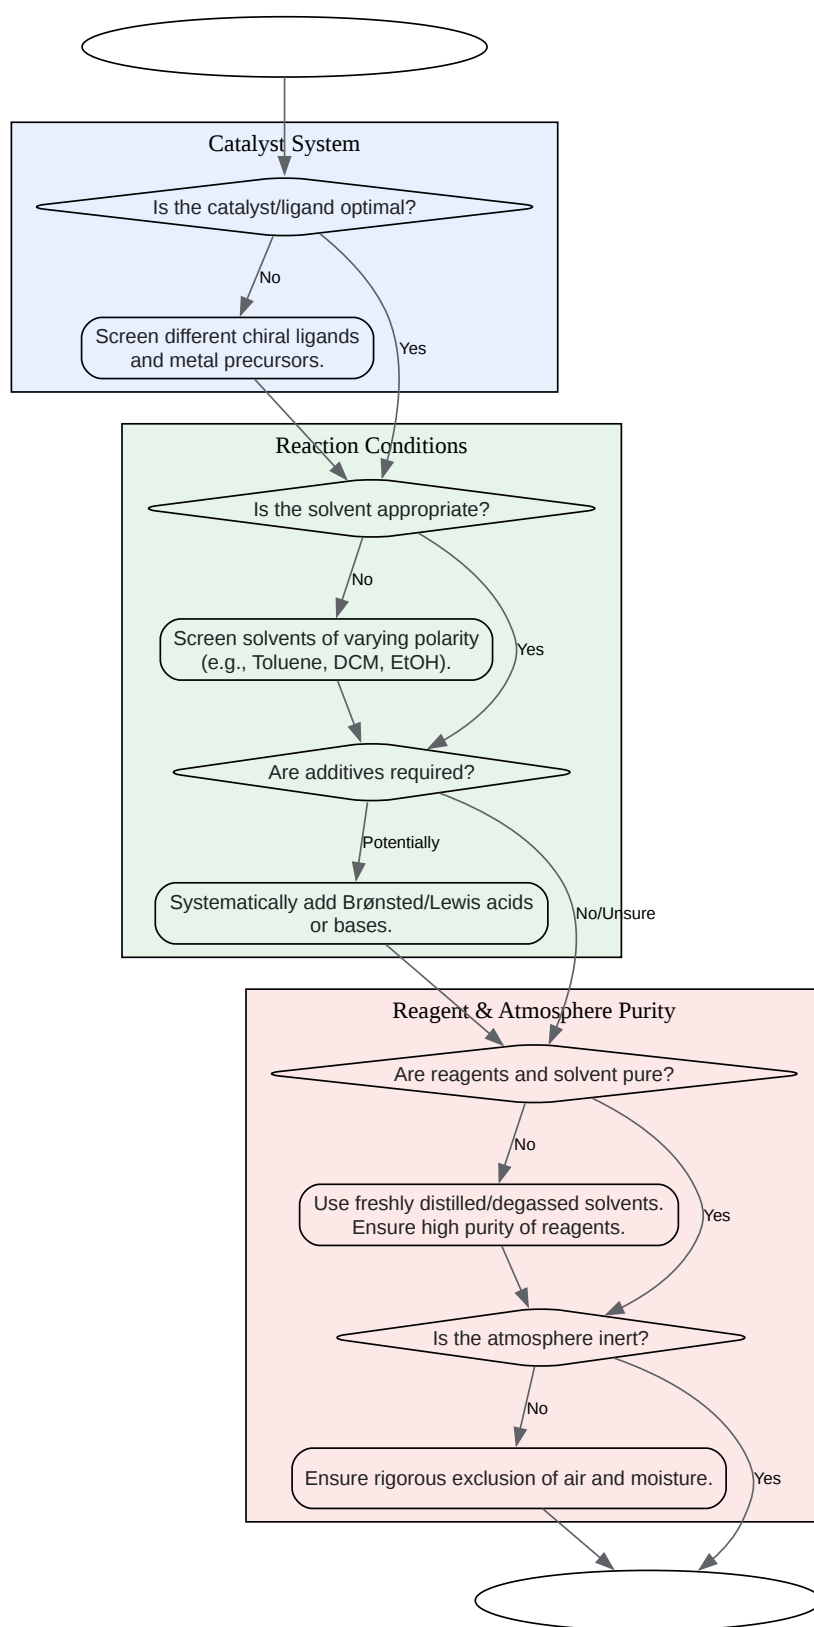 Catalyst System
Is the catalyst/ligand optimal?
No
Screen different chiral ligands
and metal precursors.
Yes
Reaction Conditions
Is the solvent appropriate?
No
Screen solvents of varying polarity
(e.g., Toluene, DCM, EtOH).
Yes
Are additives required?
Potentially
Systematically add Brønsted/Lewis acids
or bases.
No/Unsure
Reagent & Atmosphere Purity
Are reagents and solvent pure?
No
Use freshly distilled/degassed solvents.
Ensure high purity of reagents.
Yes
Is the atmosphere inert?
No
Ensure rigorous exclusion of air and moisture.
Yes